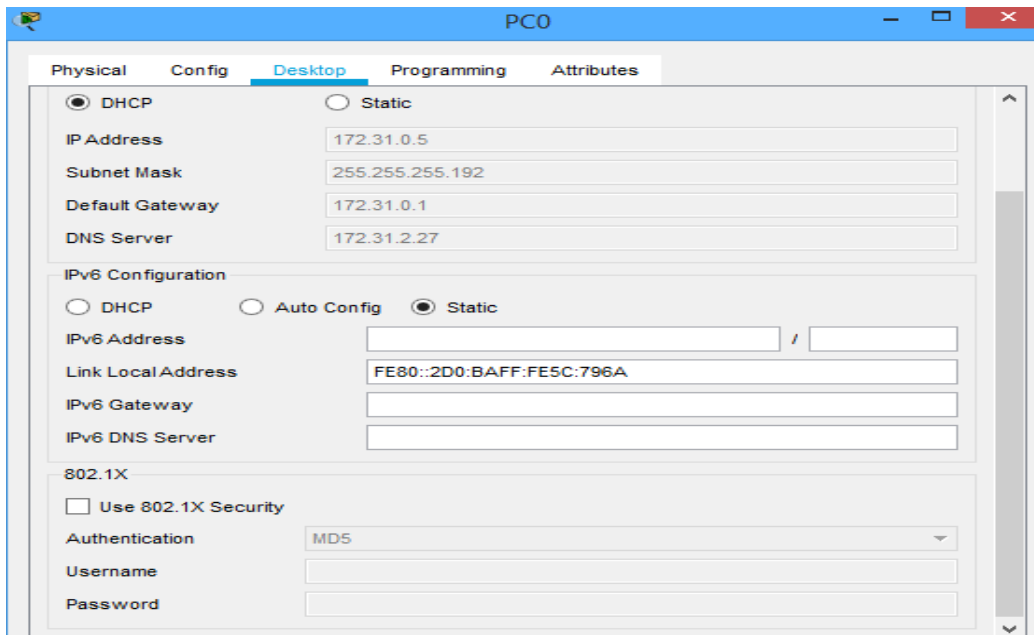 PC0
Physical Config Desktop Programming Attributes
DHCP Static
IP Address 172.31.0.5
Subnet Mask 255.255.255.192
Default Gateway 172.31.0.1
DNS Server 172.31.2.27
IPv6 Configuration
DHCP Auto Config Static
IPv6 Address /
Link Local Address FE80::2D0:BAFF:FE5C:796A
IPv6 Gateway
IPv6 DNS Server
802.1X
Use 802.1X Security
Authentication MD5
Username
Password